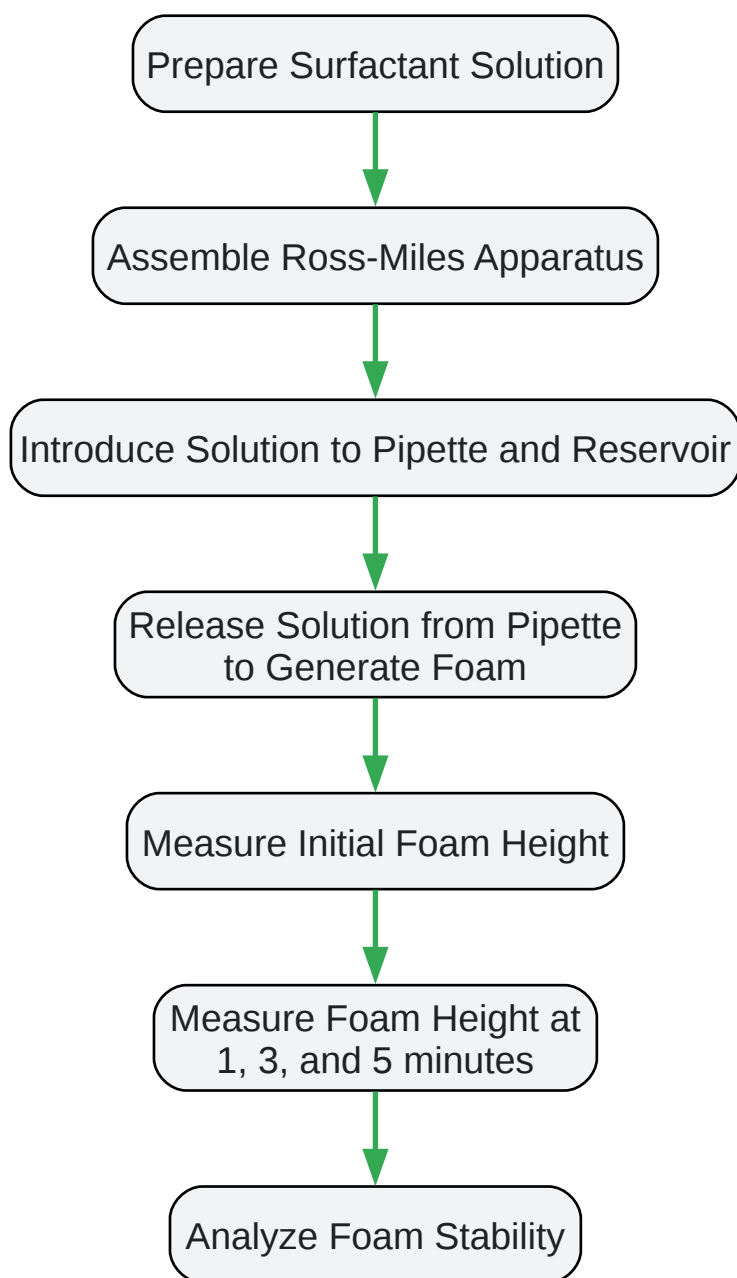 Prepare Surfactant Solution
Assemble Ross-Miles Apparatus
Introduce Solution to Pipette and Reservoir
Release Solution from Pipette
to Generate Foam
Measure Initial Foam Height
Measure Foam Height at
1, 3, and 5 minutes
Analyze Foam Stability